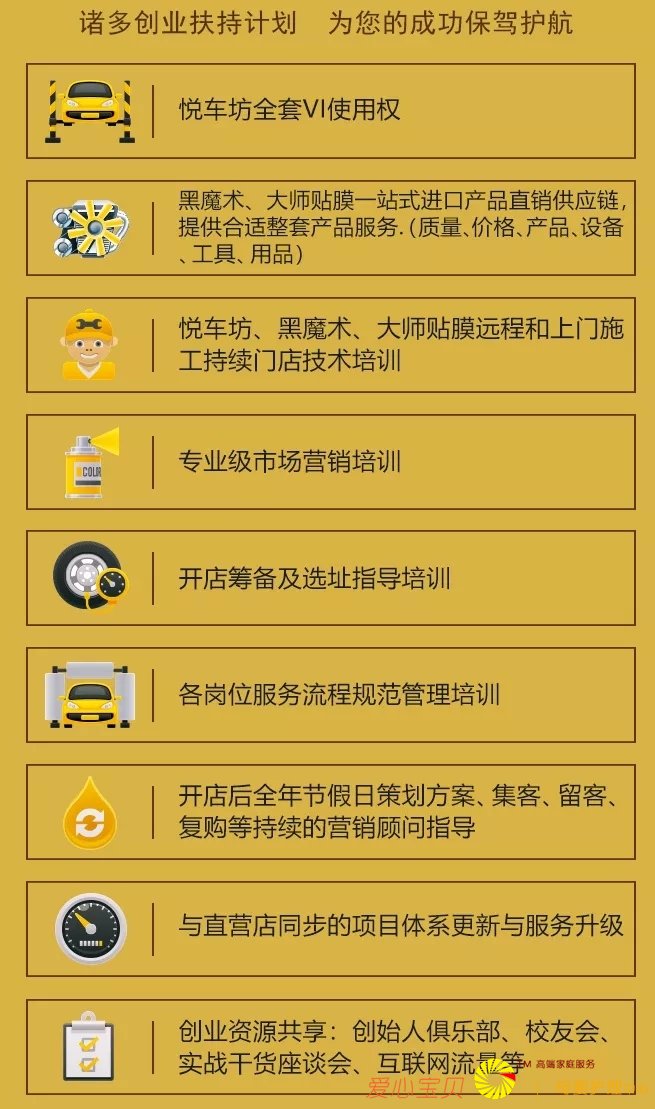 诸多创业扶持计划 为您的成功保驾护航
悦车坊全套VI使用权
黑魔术、大师贴膜一站式进口产品直销供应链，
提供合适整套产品服务.（质量、价格、产品、设备
、工具、用品）
悦车坊、黑魔术、大师贴膜远程和上门施
工持续门店技术培训
COLR
专业级市场营销培训
开店筹备及选址指导培训
各岗位服务流程规范管理培训
开店后全年节假日策划方案、集客、留客、
复购等持续的营销顾问指导
与直营店同步的项目体系更新与服务升级
创业资源共享：创始人俱乐部、校友会、
实战干货座谈会、互联网流量等
TM 高端家庭服务
爱心宝贝